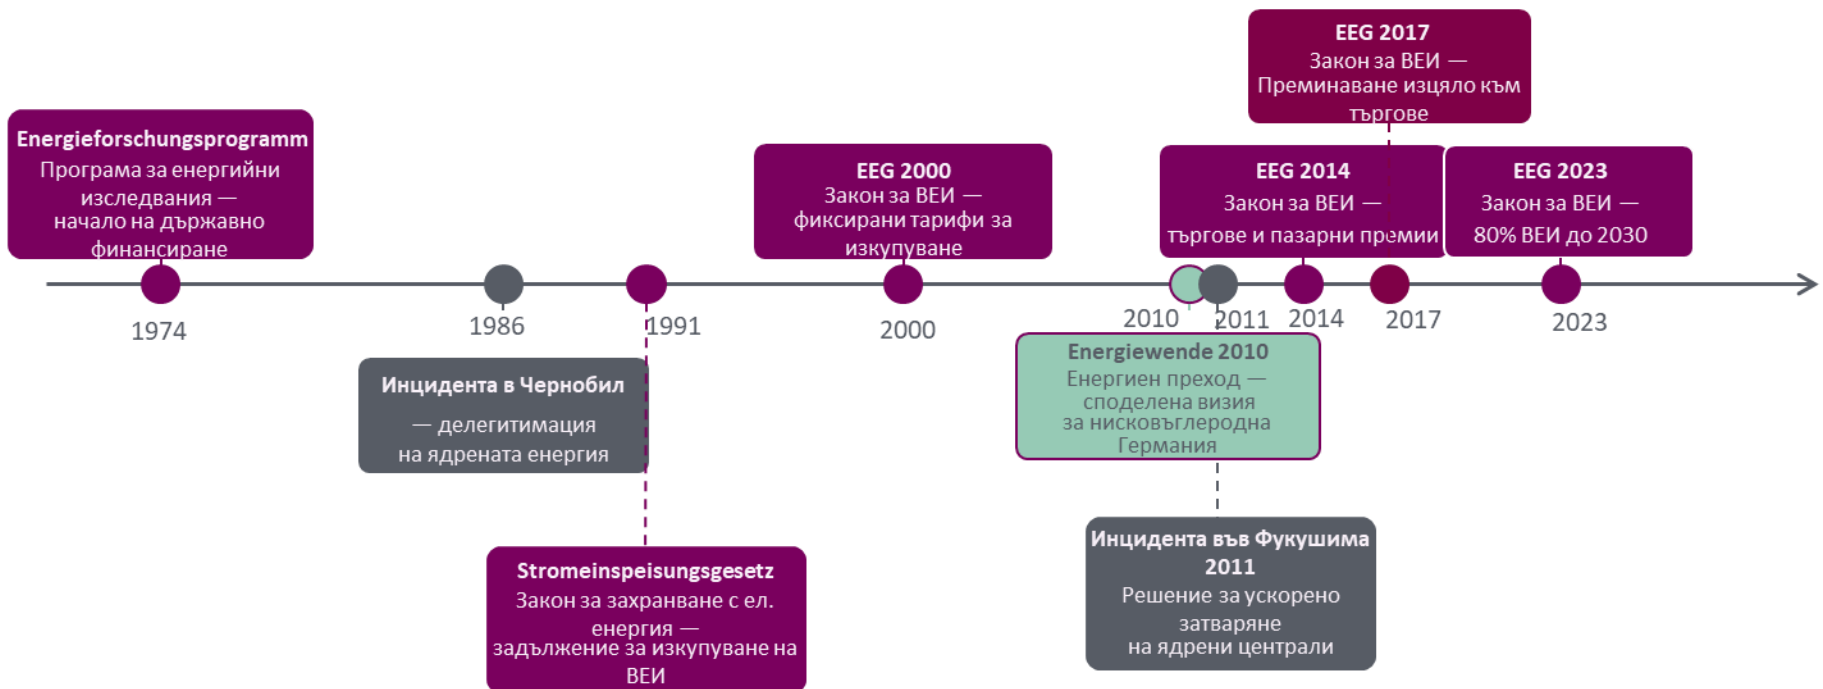 EEG 2017
Закон за ВЕИ —
Преминаване изцяло към
търгове
Energieforschungsprogramm
Програма за енергийни
изследвания —
начало на държавно
финансиране
EEG 2000
Закон за ВЕИ —
фиксирани тарифи за
изкупуване
EEG 2014
Закон за ВЕИ —
търгове и пазарни премии
EEG 2023
Закон за ВЕИ —
80% ВЕИ до 2030
1974
1986
1991
2000
2010
2011
2014
2017
2023
Инцидента в Чернобил
— делегитимация
на ядрената енергия
Energiewende 2010
Енергиен преход —
споделена визия
за нисковъглеродна
Германия
Stromeinspeisungsgesetz
Закон за захранване с ел.
енергия —
задължение за изкупуване на
ВЕИ
Инцидента във Фукушима
2011
Решение за ускорено
затваряне
на ядрени централи